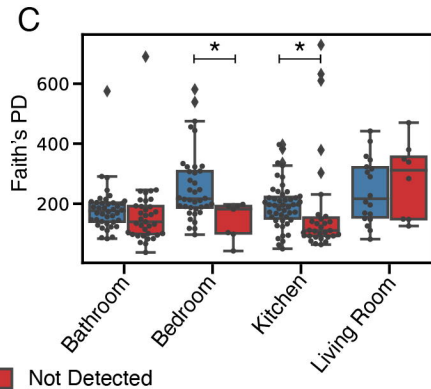 C
Faith's PD
600
400
200
* *
Bathroom
Bedroom
Kitchen
Living Room
Not Detected